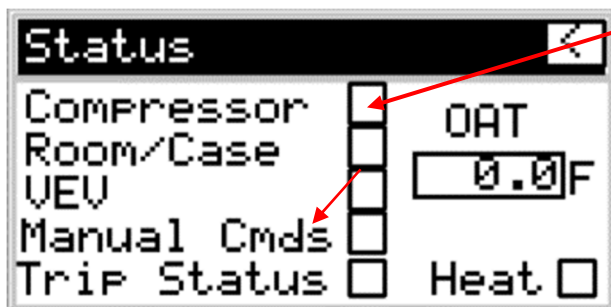 Status <
Compressor
Room/Case
VEV
Manual Cmds
Trip Status
OAT
0.0F
Heat